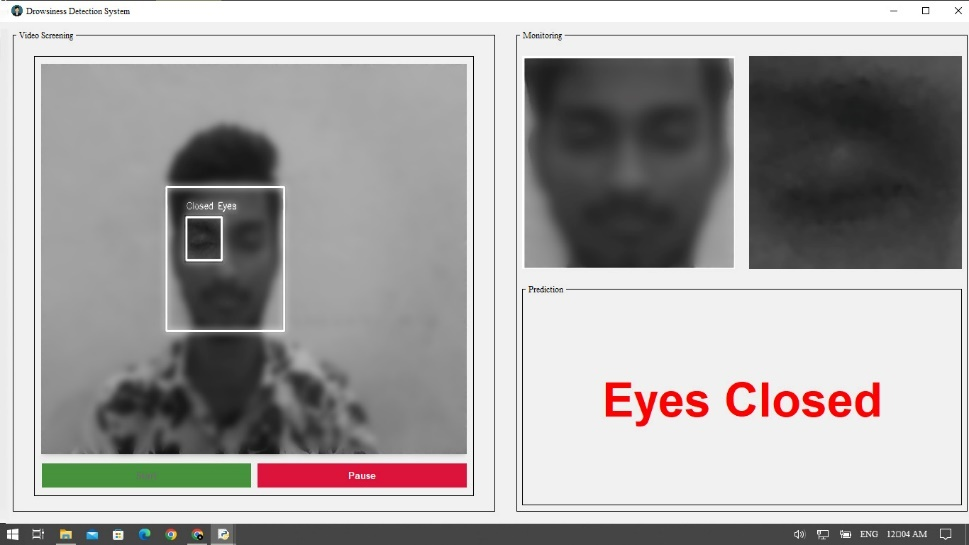 Drowsiness Detection System
Video Screening
Monitoring
Closed Eyes
Prediction
Eyes Closed
Pause
ENG
12:04 AM